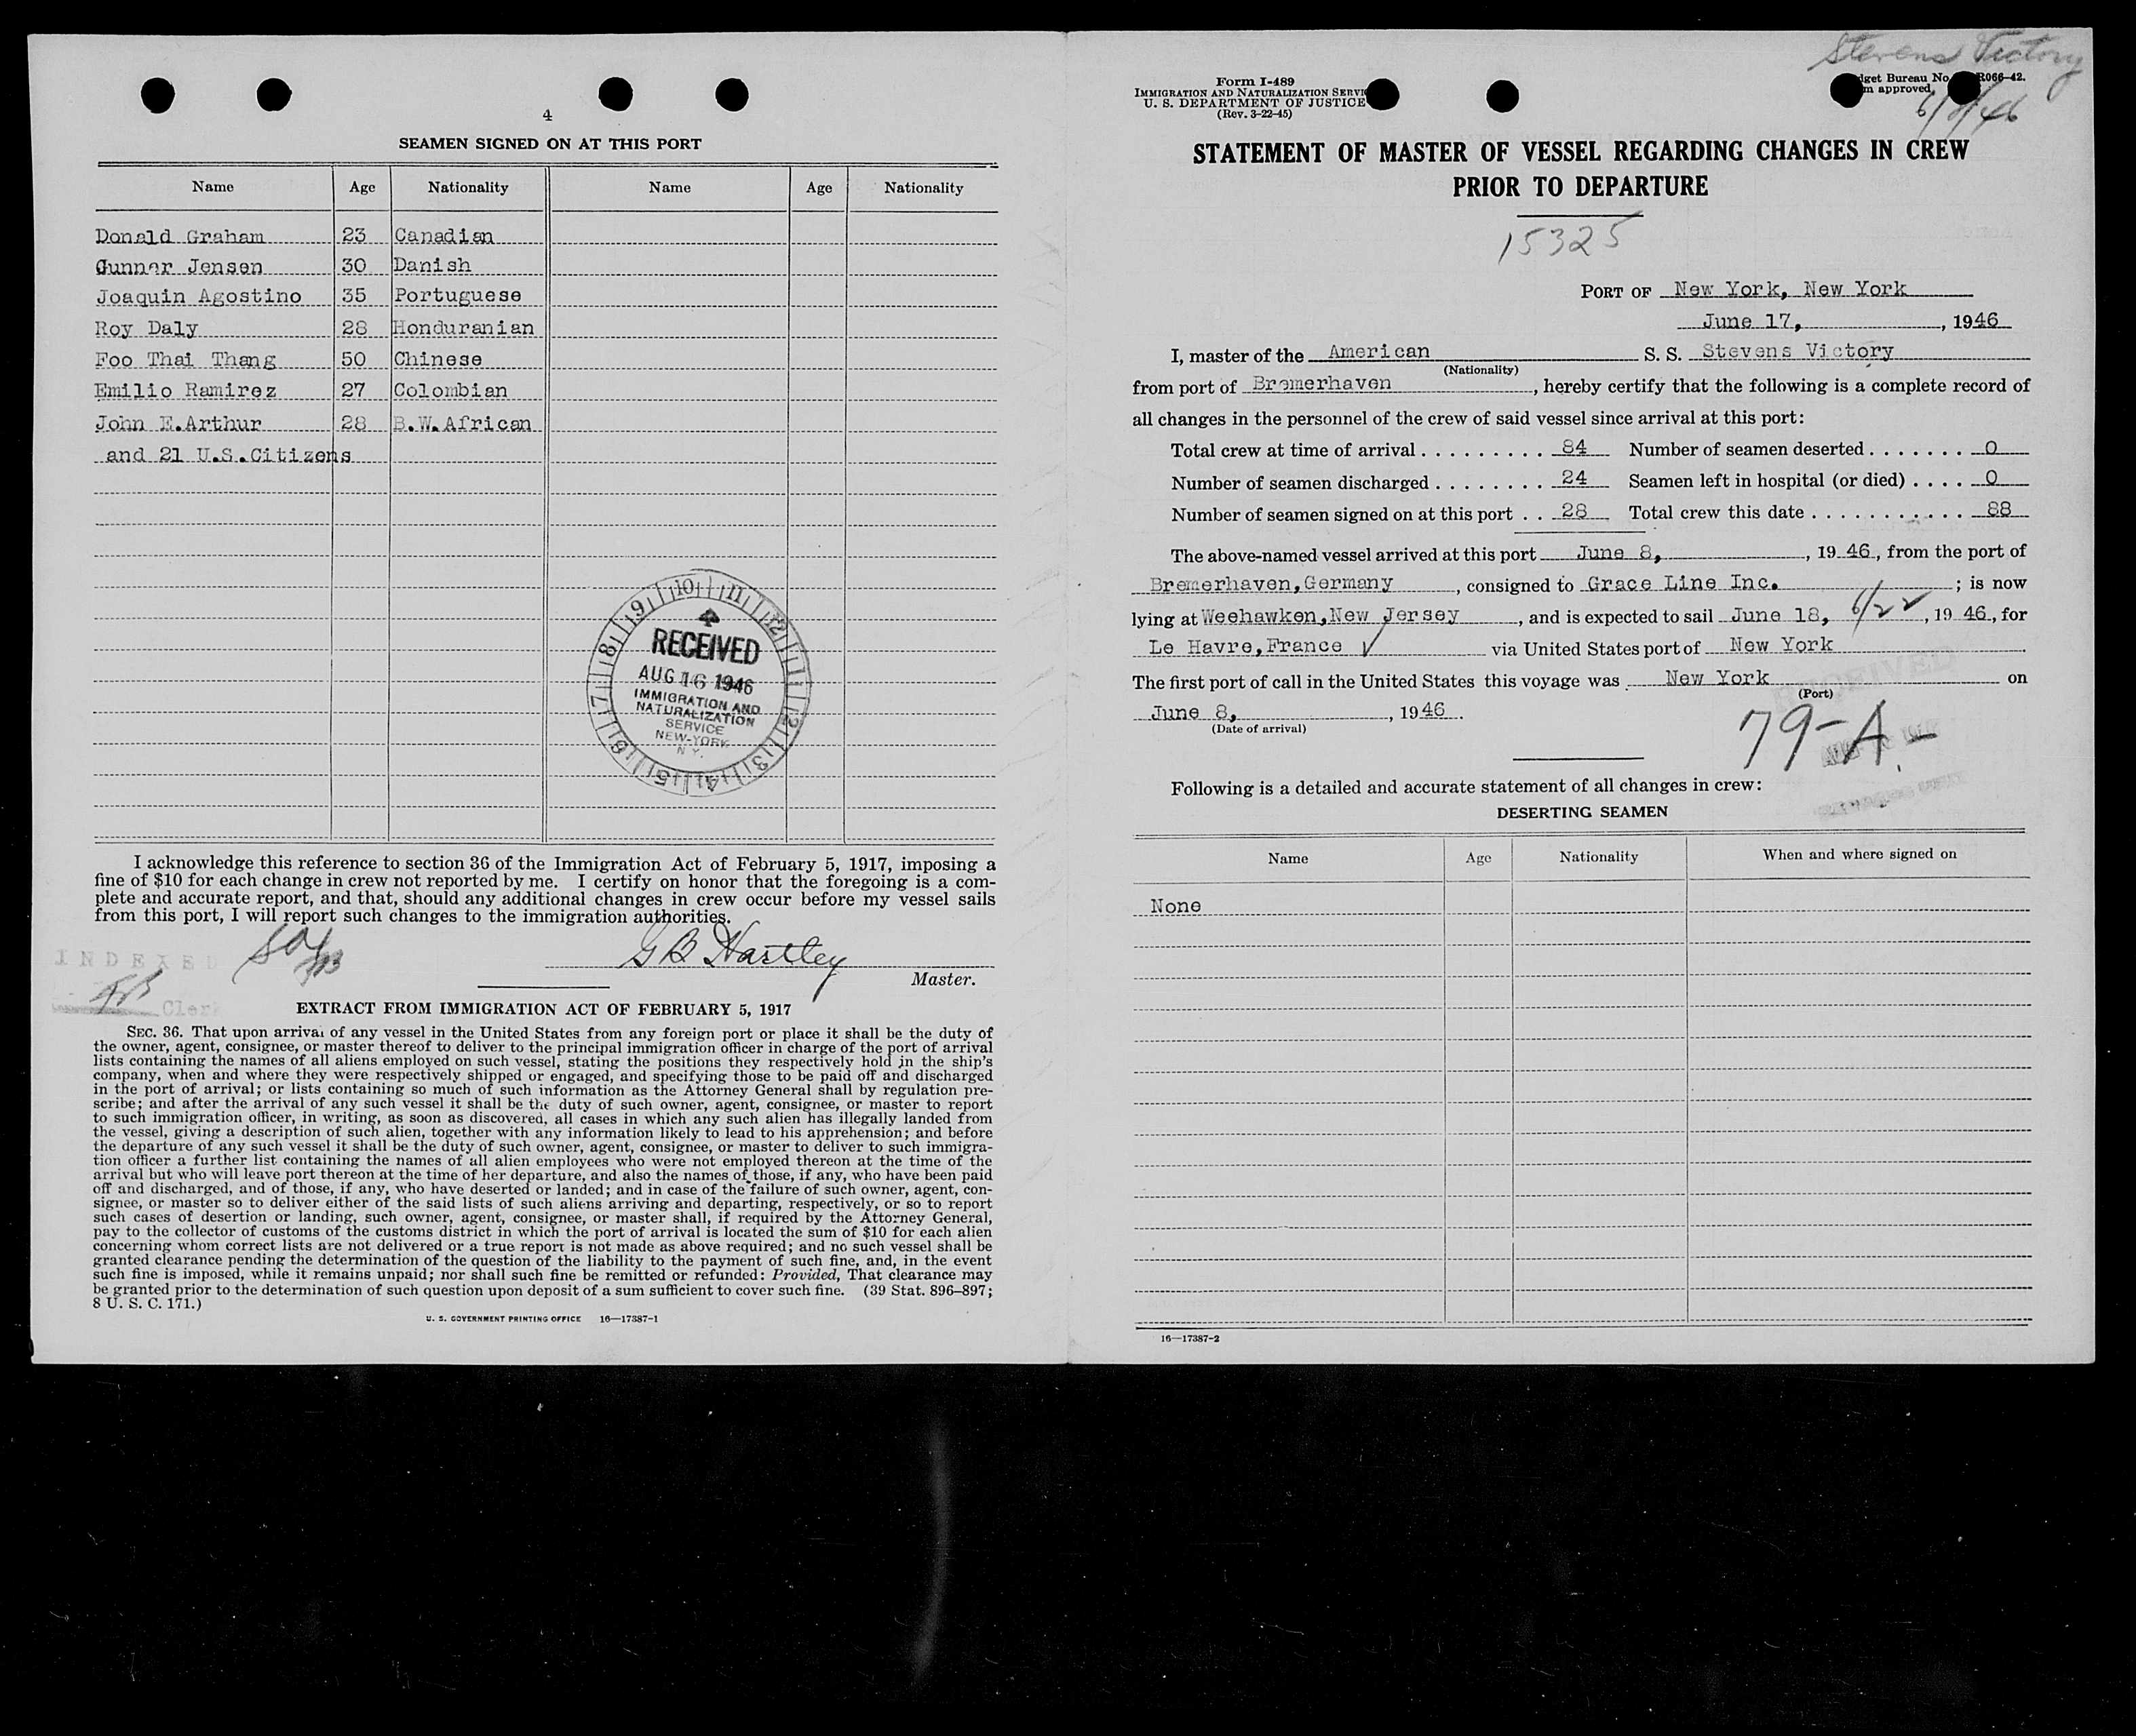 4
SEAMEN SIGNED ON AT THIS PORT
Name Age Nationality Name Age Nationality
Donald Graham 23 Canadian
Gunnar Jensen 30 Danish
Joaquin Agostino 35 Portuguese
Roy Daly 28 Honduranian
Foo Thai Thang 50 Chinese
Emilio Ramirez 27 Colombian
John E.Arthur 28 B.W.African
and 21 U.S.Citizens
10 11 12 1 2 3 4 5 6 7 8 9
RECEIVED
AUG 16 1946
IMMIGRATION AND
NATURALIZATION
SERVICE
NEW-YORK
N Y.
I acknowledge this reference to section 36 of the Immigration Act of February 5, 1917, imposing a
fine of $10 for each change in crew not reported by me. I certify on honor that the foregoing is a com-
plete and accurate report, and that, should any additional changes in crew occur before my vessel sails
from this port, I will report such changes to the immigration authorities.
INDEXED
G B Hartley
Master.
Clerk
EXTRACT FROM IMMIGRATION ACT OF FEBRUARY 5, 1917
SEC. 36. That upon arrival of any vessel in the United States from any foreign port or place it shall be the duty of
the owner, agent, consignee, or master thereof to deliver to the principal immigration officer in charge of the port of arrival
lists containing the names of all aliens employed on such vessel, stating the positions they respectively hold in the ship's
company, when and where they were respectively shipped or engaged, and specifying those to be paid off and discharged
in the port of arrival; or lists containing so much of such information as the Attorney General shall by regulation pre-
scribe; and after the arrival of any such vessel it shall be the duty of such owner, agent, consignee, or master to report
to such immigration officer, in writing, as soon as discovered, all cases in which any such alien has illegally landed from
the vessel, giving a description of such alien, together with any information likely to lead to his apprehension; and before
the departure of any such vessel it shall be the duty of such owner, agent, consignee, or master to deliver to such immigra-
tion officer a further list containing the names of all alien employees who were not employed thereon at the time of the
arrival but who will leave port thereon at the time of her departure, and also the names of those, if any, who have been paid
off and discharged, and of those, if any, who have deserted or landed; and in case of the failure of such owner, agent, con-
signee, or master so to deliver either of the said lists of such aliens arriving and departing, respectively, or so to report
such cases of desertion or landing, such owner, agent, consignee, or master shall, if required by the Attorney General,
pay to the collector of customs of the customs district in which the port of arrival is located the sum of $10 for each alien
concerning whom correct lists are not delivered or a true report is not made as above required; and no such vessel shall be
granted clearance pending the determination of the question of the liability to the payment of such fine, and, in the event
such fine is imposed, while it remains unpaid; nor shall such fine be remitted or refunded: Provided, That clearance may
be granted prior to the determination of such question upon deposit of a sum sufficient to cover such fine. (39 Stat. 896–897;
8 U. S. C. 171.)
U. S. GOVERNMENT PRINTING OFFICE 16—17387-1
Stevens Victory
Form I-489
IMMIGRATION AND NATURALIZATION SERVI
U. S. DEPARTMENT OF JUSTICE
(Rev. 3-22-45)
dget Bureau No R066-42.
m approved.
6/8/46
STATEMENT OF MASTER OF VESSEL REGARDING CHANGES IN CREW
PRIOR TO DEPARTURE
15325
PORT OF New York, New York
June 17, , 1946
I, master of the American S. S. Stevens Victory
(Nationality)
from port of Bremerhaven , hereby certify that the following is a complete record of
all changes in the personnel of the crew of said vessel since arrival at this port:
Total crew at time of arrival . . . . . . . . . 84 Number of seamen deserted . . . . . . . 0
Number of seamen discharged . . . . . . . . 24 Seamen left in hospital (or died) . . . . 0
Number of seamen signed on at this port . . 28 Total crew this date . . . . . . . . . . . . 88
The above-named vessel arrived at this port June 8, , 19 46 , from the port of
Bremerhaven,Germany , consigned to Grace Line Inc. ; is now
lying at Weehawken,New Jersey , and is expected to sail June 18, 6/22 , 19 46 , for
Le Havre,France ✓ via United States port of New York
The first port of call in the United States this voyage was New York on
(Port)
June 8, , 1946 .
(Date of arrival)
RECEIVED
79-A.-
Following is a detailed and accurate statement of all changes in crew:
DESERTING SEAMEN
Name Age Nationality When and where signed on
None
16—17387-2